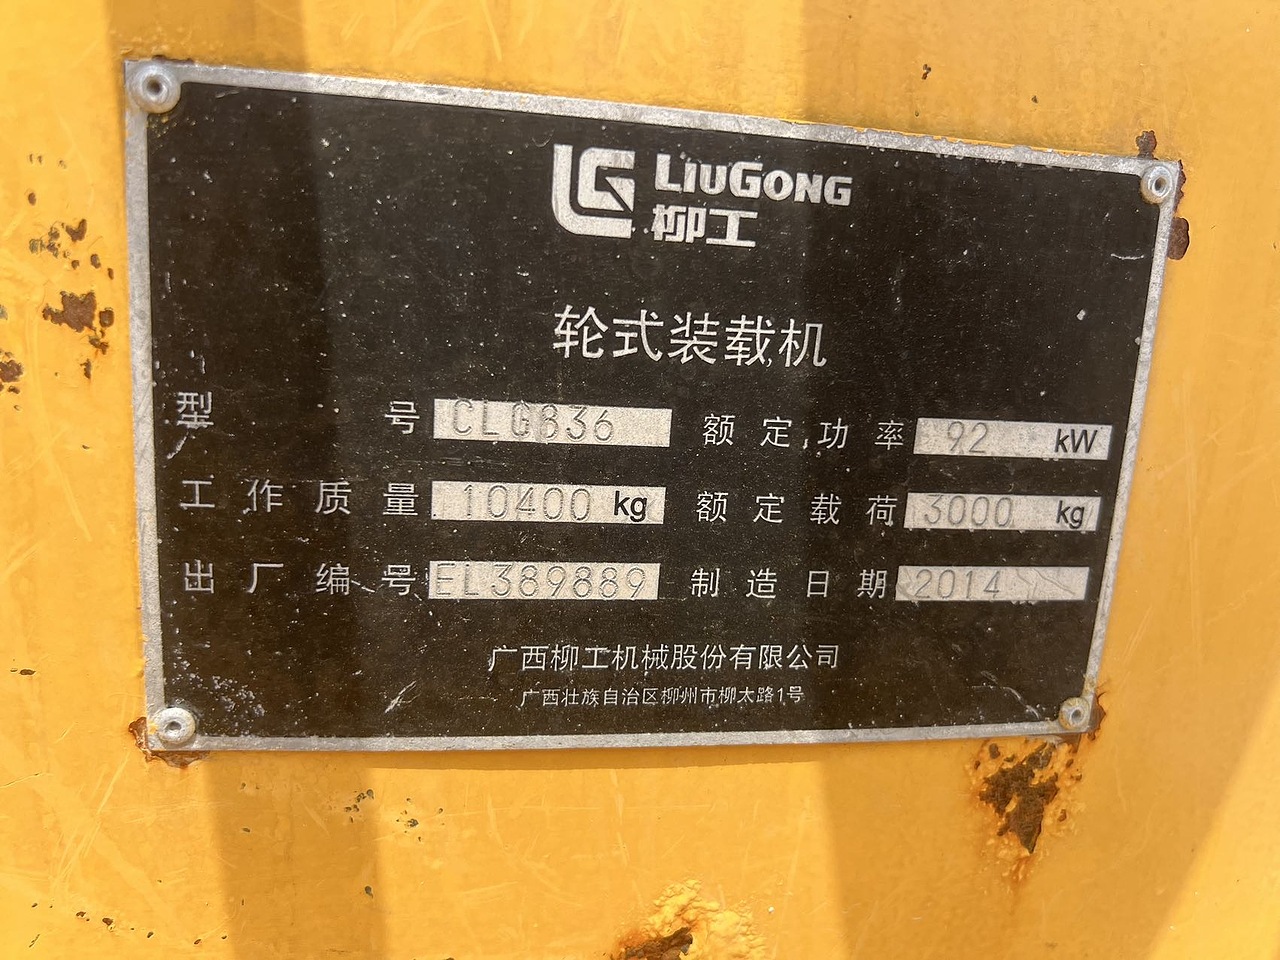 LG LIUGONG
柳工
轮式装载机
型号 CLG836 额定功率 92 kW
工作质量 10400 kg 额定载荷 3000 kg
出厂编号 EL389889 制造日期 2014
广西柳工机械股份有限公司
广西壮族自治区柳州市柳太路1号